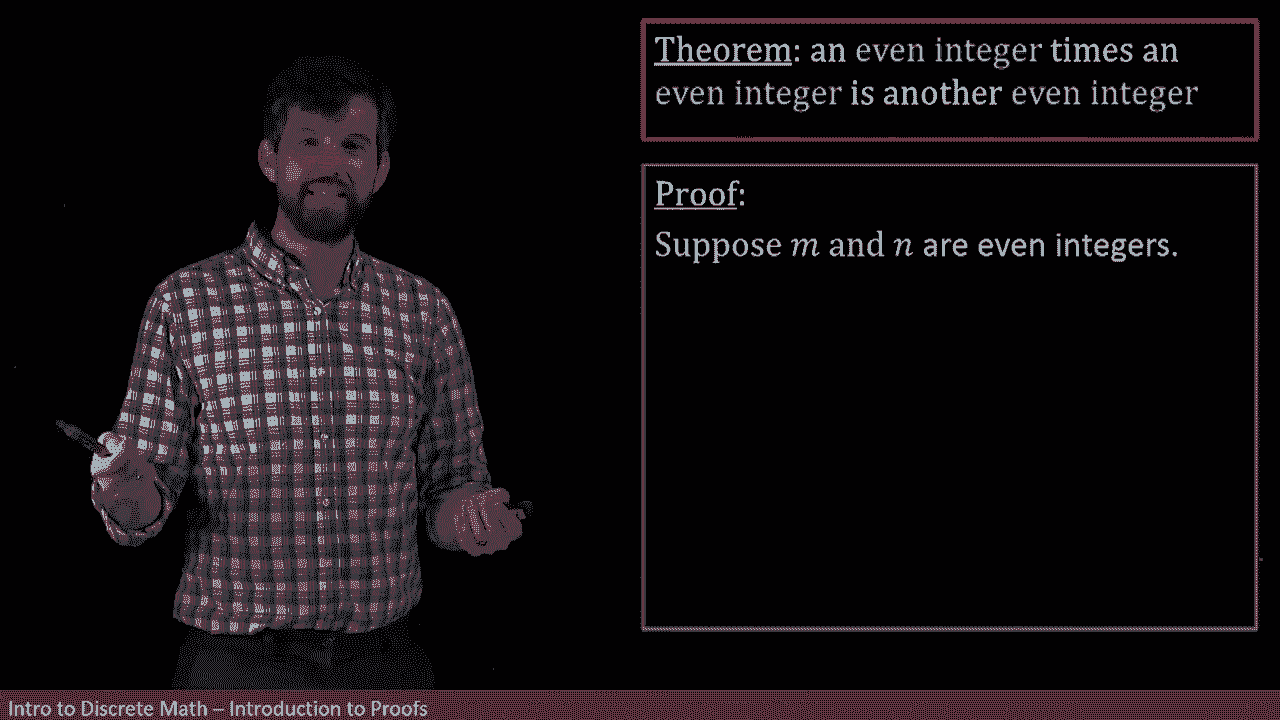 Theorem: an even integer times an
even integer is another even integer
Proof:
Suppose m and n are even integers.
Intro to Discrete Math – Introduction to Proofs